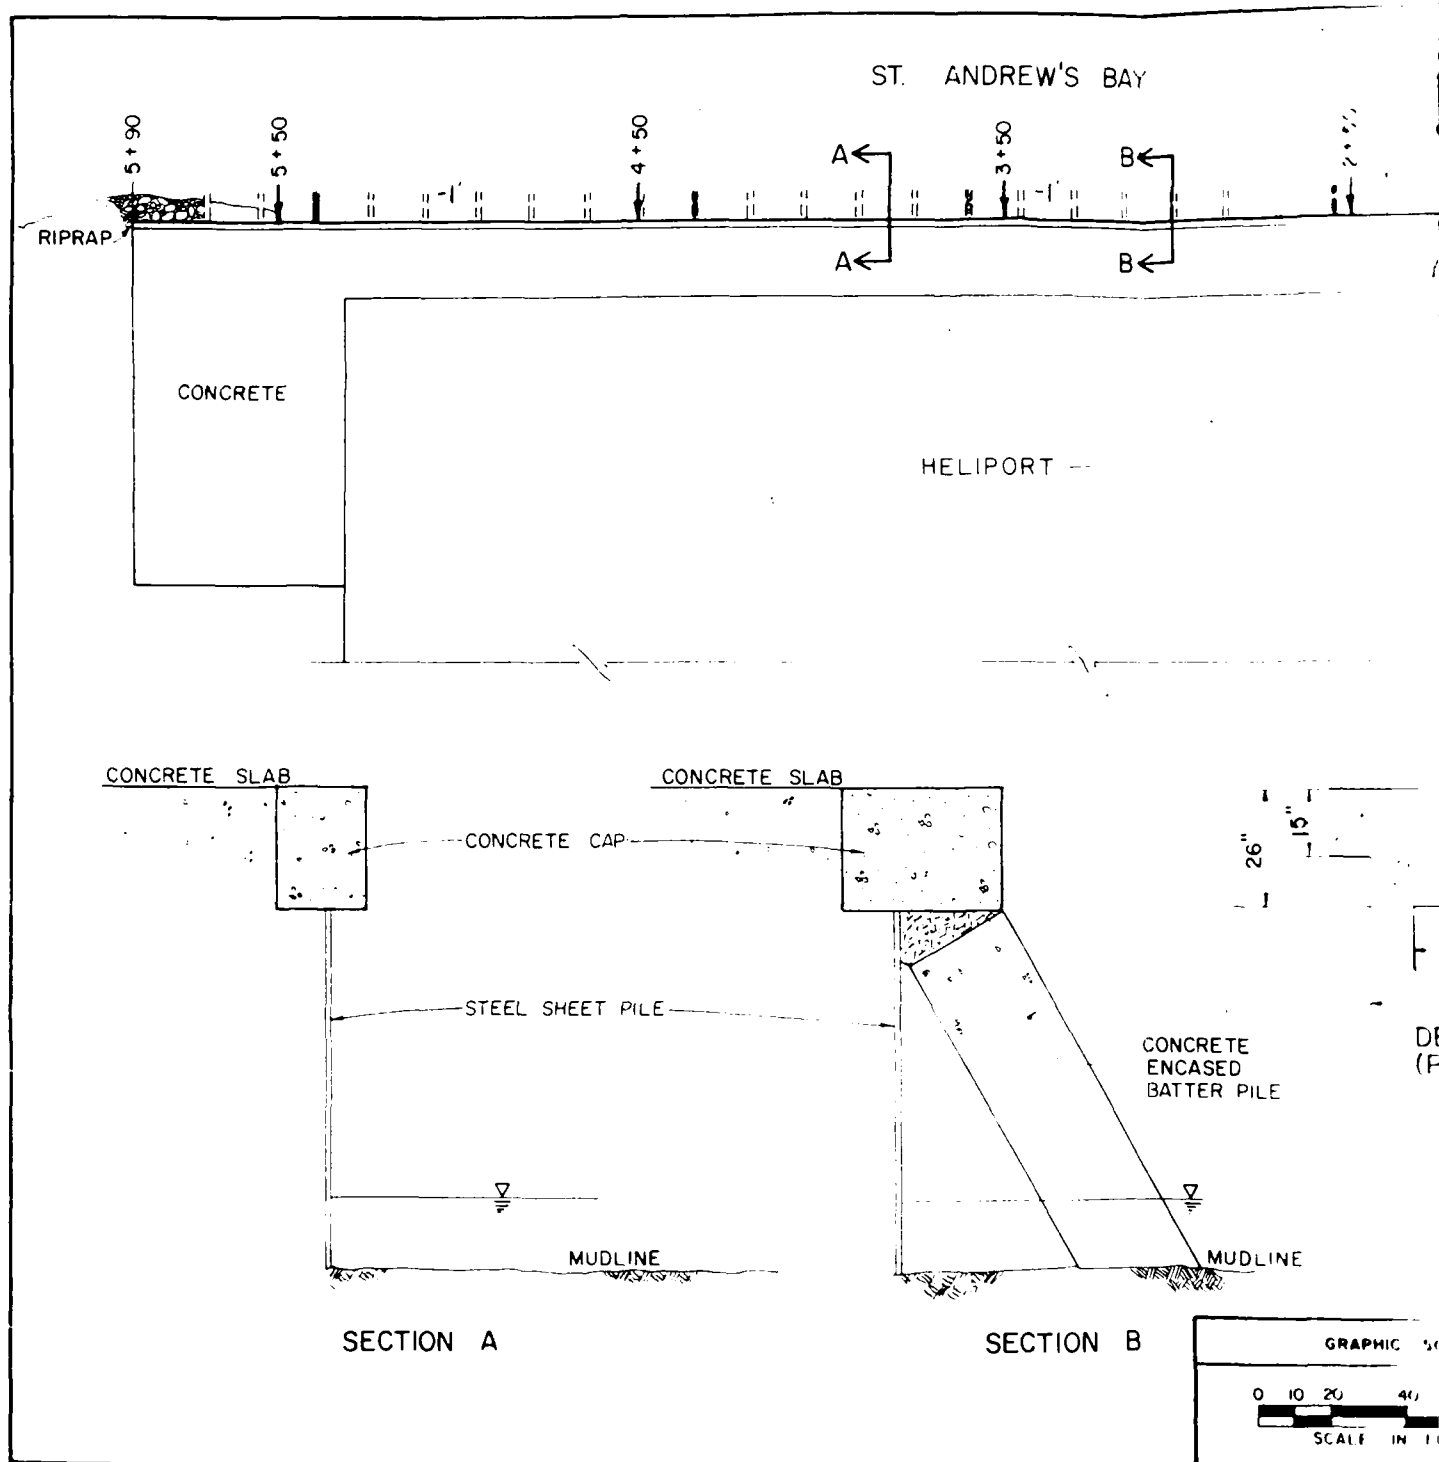 ST. ANDREW'S BAY
5 + 90
5 + 50
4 + 50
3 + 50
A
B
-1'
-1'
RIPRAP
A
B
CONCRETE
HELIPORT
CONCRETE SLAB
CONCRETE SLAB
CONCRETE CAP
26"
15"
STEEL SHEET PILE
CONCRETE
ENCASED
BATTER PILE
MUDLINE
MUDLINE
SECTION A
SECTION B
GRAPHIC
0 10 20 40
SCALE IN